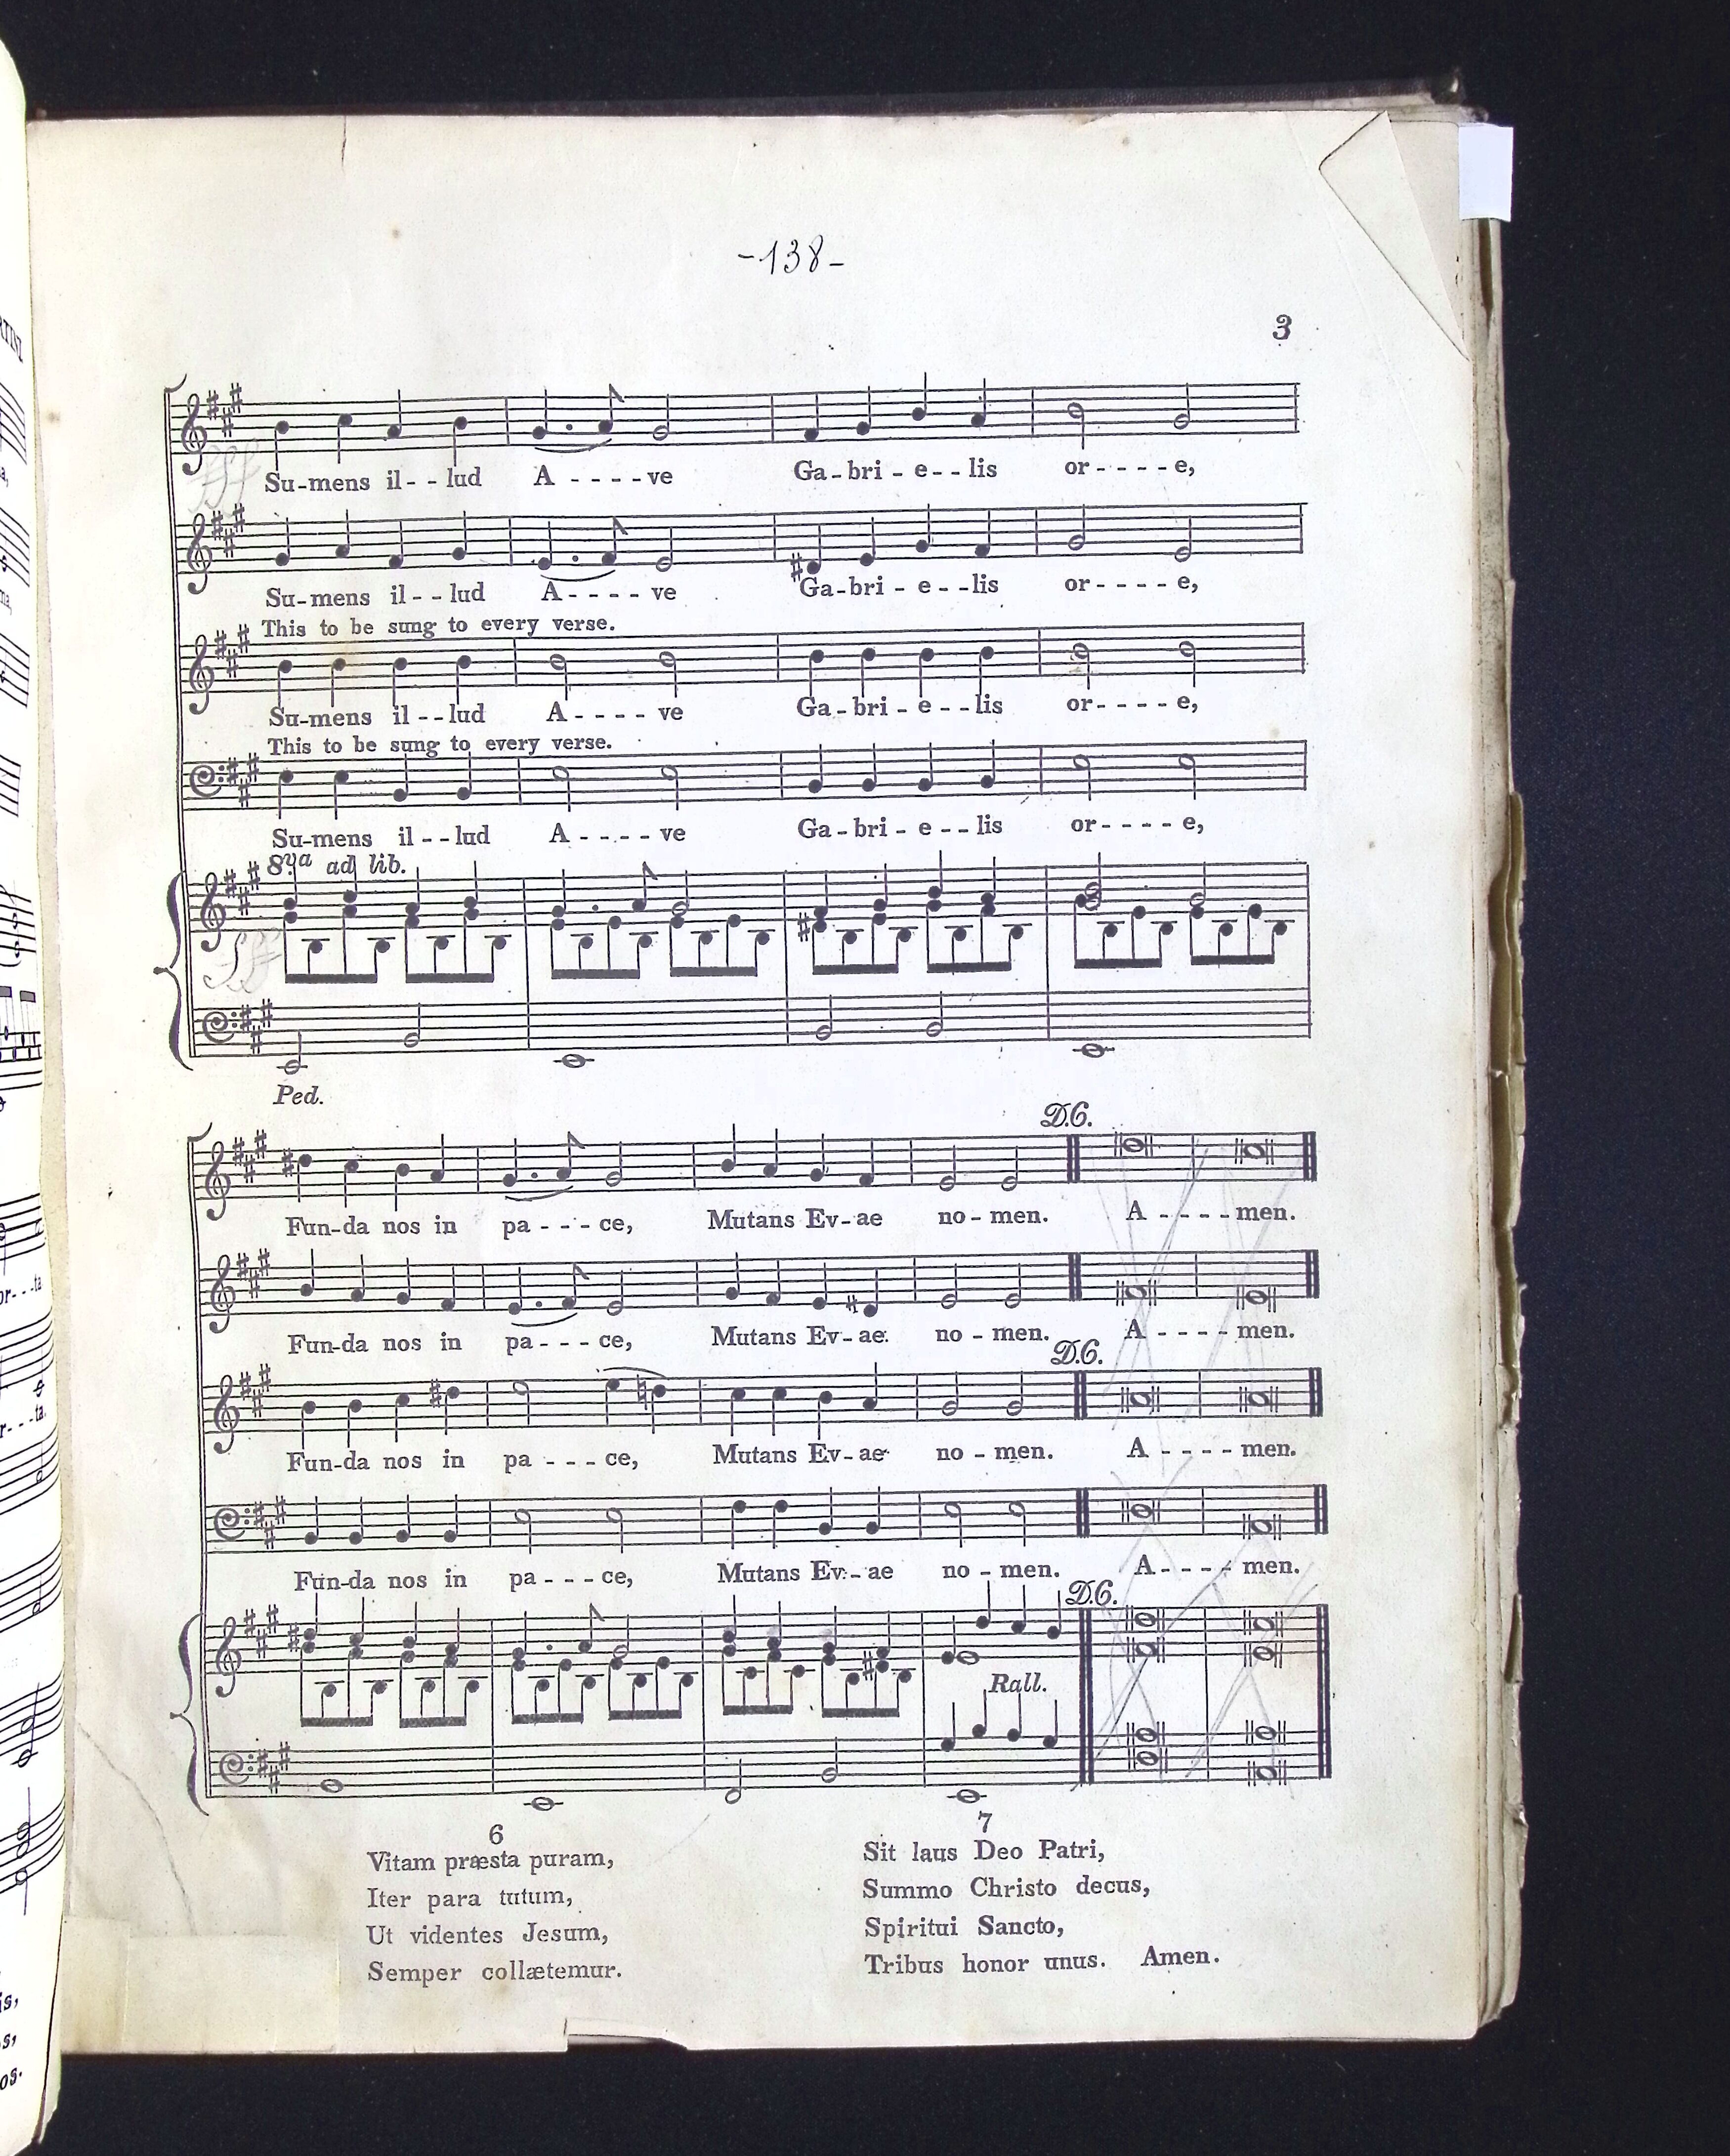 -138-
3
Su-mens il--lud A----ve Ga-bri-e--lis or----e,
Su-mens il--lud A----ve Ga-bri-e--lis or----e,
This to be sung to every verse.
Su-mens il--lud A----ve Ga-bri-e--lis or----e,
This to be sung to every verse.
Su-mens il--lud A----ve Ga-bri-e--lis or----e,
8va ad lib.
Ped.
D.C.
Fun-da nos in pa---ce, Mutans Ev-ae no-men. A----men.
Fun-da nos in pa---ce, Mutans Ev-ae no-men. A----men.
D.C.
Fun-da nos in pa---ce, Mutans Ev-ae no-men. A----men.
Fun-da nos in pa---ce, Mutans Ev-ae no-men. A----men.
D.C.
Rall.
6
Vitam præsta puram,
Iter para tutum,
Ut videntes Jesum,
Semper collætemur.
7
Sit laus Deo Patri,
Summo Christo decus,
Spiritui Sancto,
Tribus honor unus. Amen.